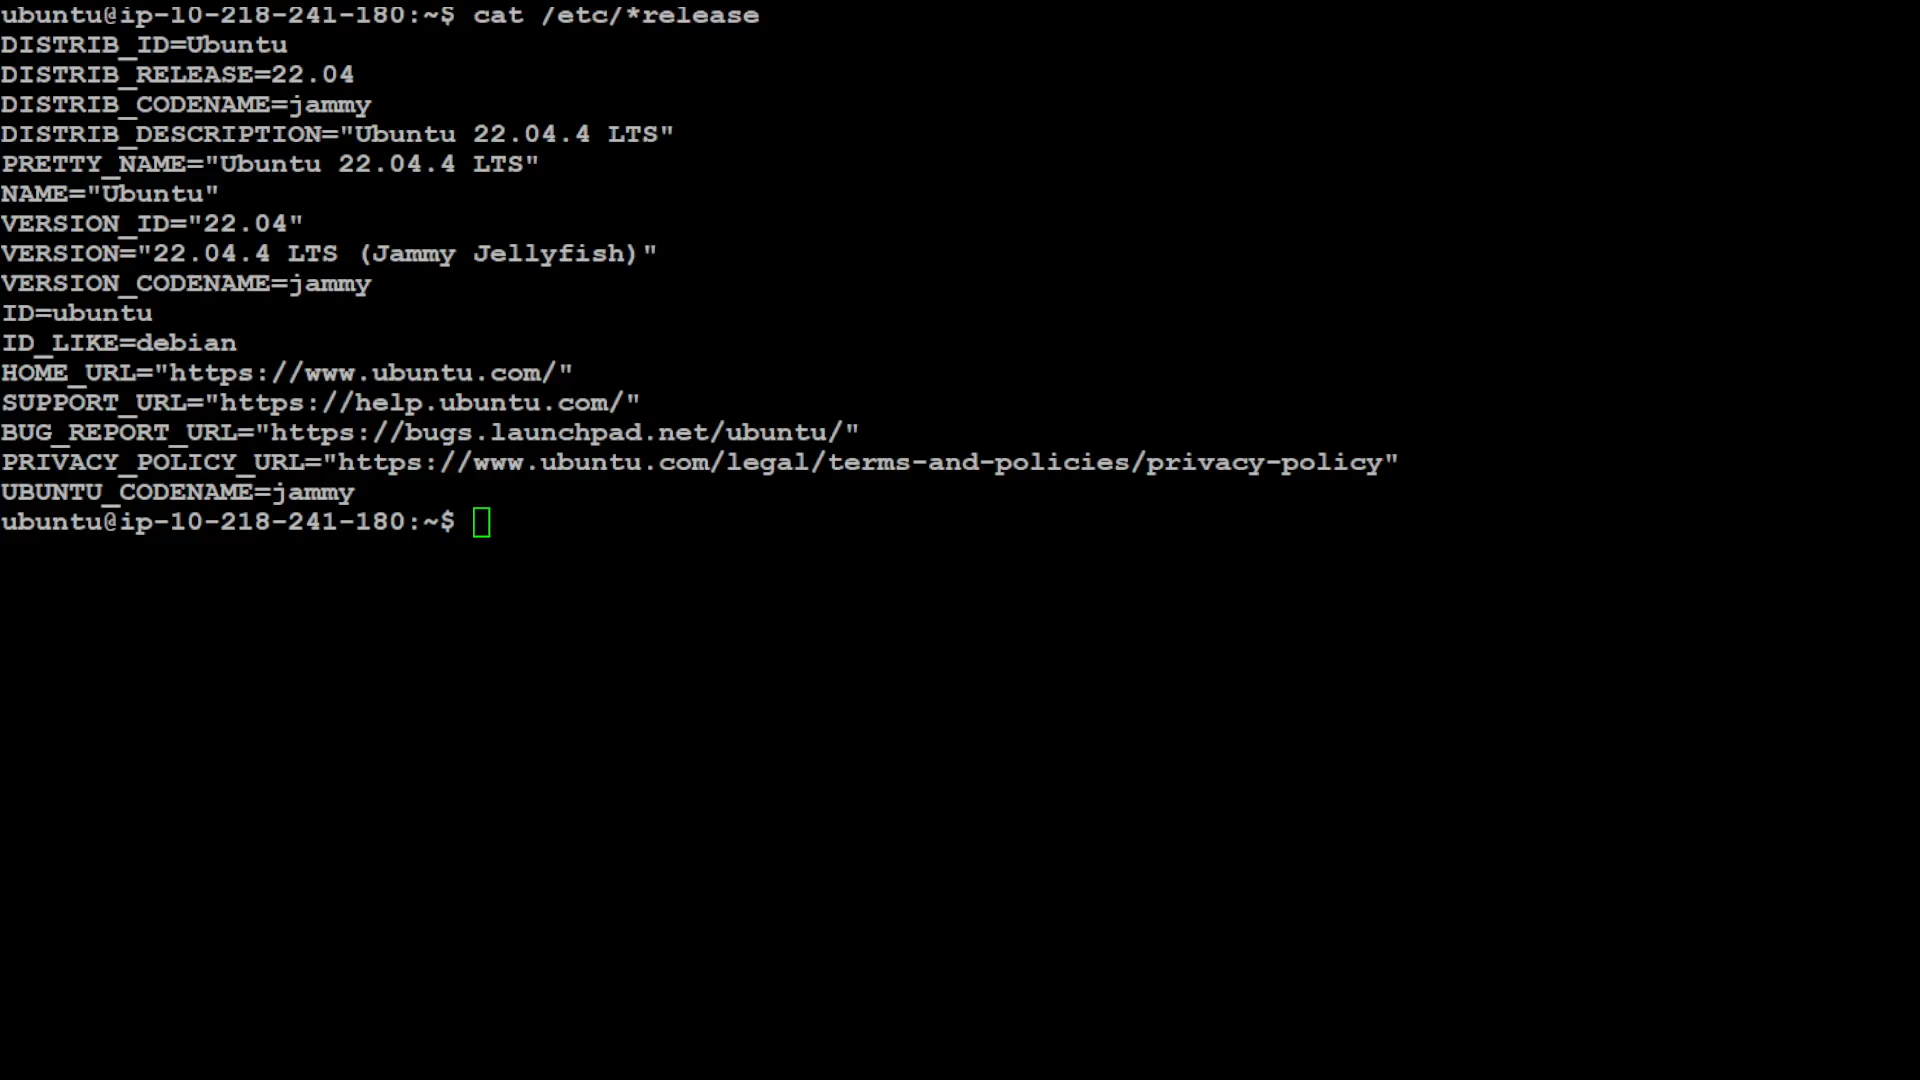 ubuntu@ip-10-218-241-180:~$ cat /etc/*release
DISTRIB_ID=Ubuntu
DISTRIB_RELEASE=22.04
DISTRIB_CODENAME=jammy
DISTRIB_DESCRIPTION="Ubuntu 22.04.4 LTS"
PRETTY_NAME="Ubuntu 22.04.4 LTS"
NAME="Ubuntu"
VERSION_ID="22.04"
VERSION="22.04.4 LTS (Jammy Jellyfish)"
VERSION_CODENAME=jammy
ID=ubuntu
ID_LIKE=debian
HOME_URL="https://www.ubuntu.com/"
SUPPORT_URL="https://help.ubuntu.com/"
BUG_REPORT_URL="https://bugs.launchpad.net/ubuntu/"
PRIVACY_POLICY_URL="https://www.ubuntu.com/legal/terms-and-policies/privacy-policy"
UBUNTU_CODENAME=jammy
ubuntu@ip-10-218-241-180:~$